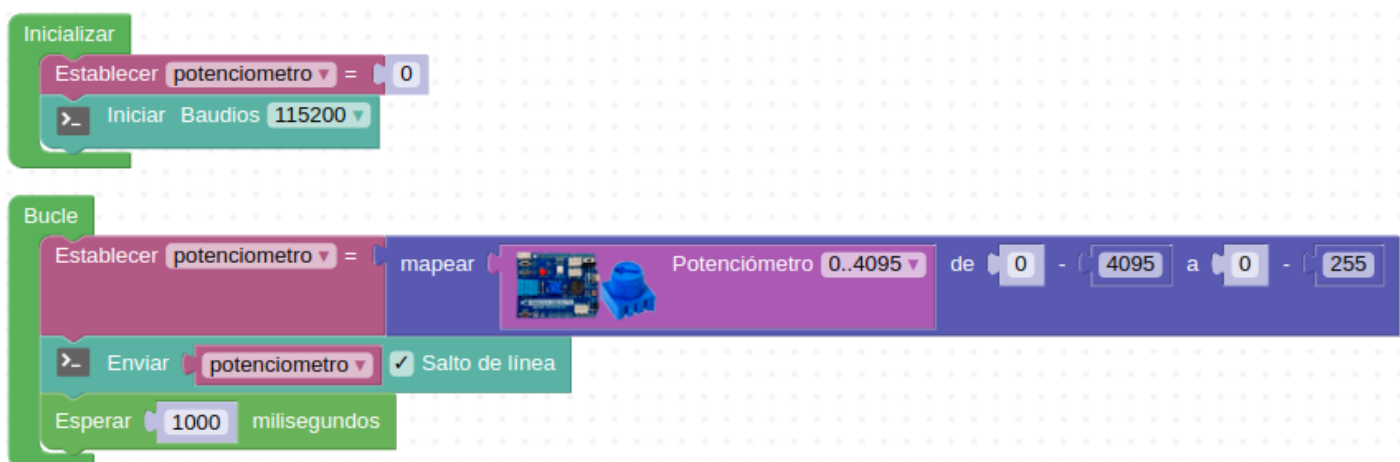 Inicializar
Establecer potenciometro ▾ = 0
>_ Iniciar Baudios 115200 ▾
Bucle
Establecer potenciometro ▾ = mapear Potenciómetro 0..4095 ▾ de 0 - 4095 a 0 - 255
>_ Enviar potenciometro ▾ ✓ Salto de línea
Esperar 1000 milisegundos